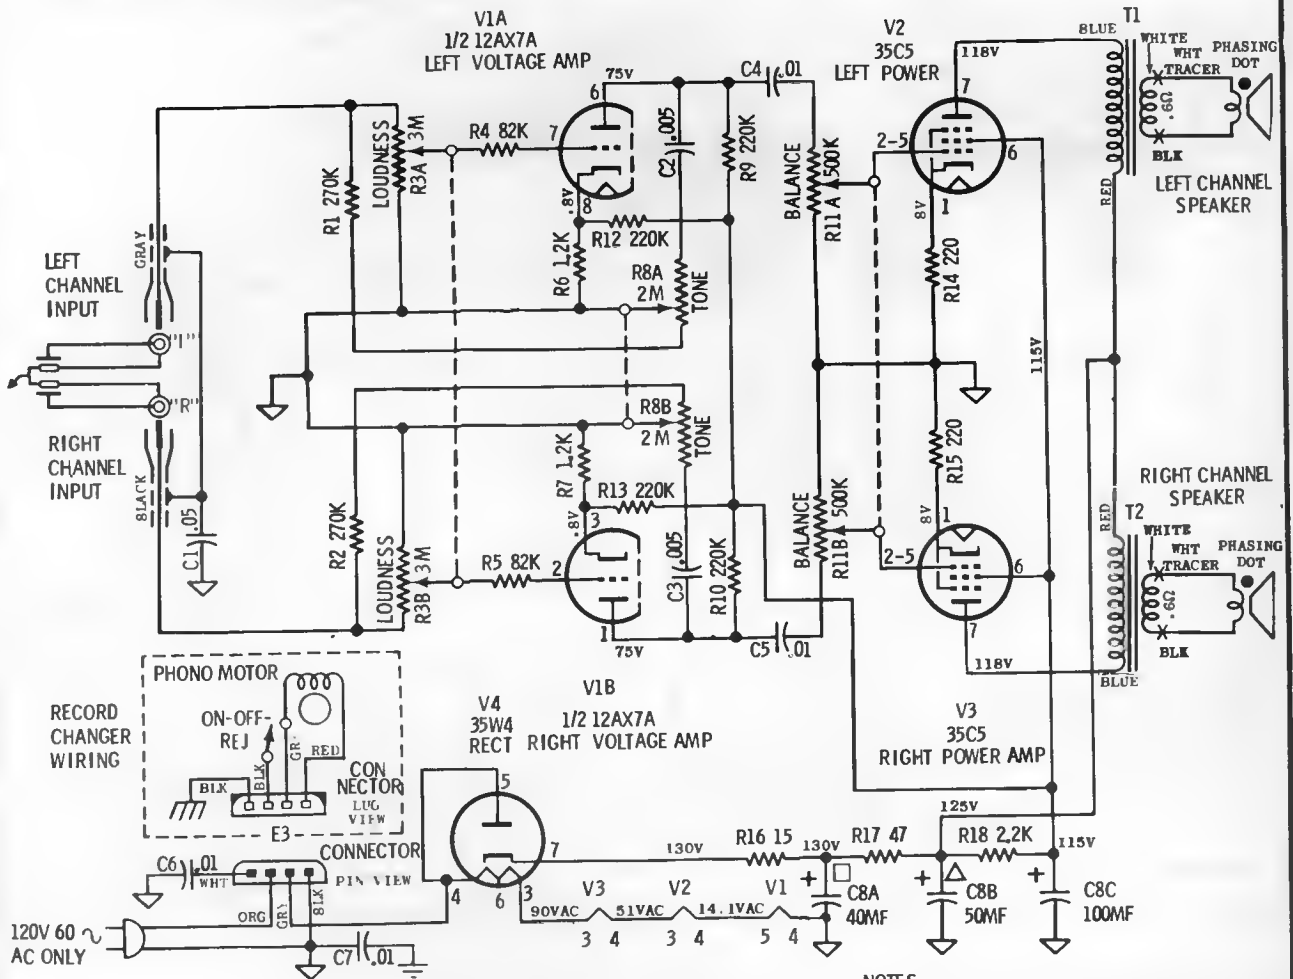 V1A
1/2 12AX7A
LEFT VOLTAGE AMP
V2
35C5
LEFT POWER
T1
BLUE
WHITE
WHT
TRACER
PHASING
DOT
.6Ω
BLK
LEFT CHANNEL
SPEAKER
RED
118V
7
2-5
6
8V
1
R14 220
75V
6
C4 .01
R4 82K
7
.8V
8
C2 .005
R9 220K
BALANCE
R11 A 500K
LOUDNESS
R3A 3M
R1 270K
R12 220K
R6 1.2K
R8A
2M
TONE
GRAY
LEFT
CHANNEL
INPUT
"L"
"R"
RIGHT
CHANNEL
INPUT
BLACK
C1 .05
115V
R8B
2M
TONE
R7 1.2K
R13 220K
.8V
3
R2 270K
LOUDNESS
R3B 3M
R5 82K
2
1
75V
C3 .005
R10 220K
C5 .01
BALANCE
R11B 500K
R15 220
8V
1
2-5
6
7
118V
RIGHT CHANNEL
SPEAKER
RED
T2
WHITE
WHT
TRACER
PHASING
DOT
.6Ω
BLK
BLUE
V1B
1/2 12AX7A
RIGHT VOLTAGE AMP
V3
35C5
RIGHT POWER AMP
V4
35W4
RECT
RECORD
CHANGER
WIRING
PHONO MOTOR
ON-OFF-
REJ
BLK
BLK
GR.
RED
CON
NECTOR
LUG
VIEW
E3
CONNECTOR
PIN VIEW
C6 .01
WHT
ORG
GRY
BLK
120V 60
AC ONLY
C7 .01
5
7
4
6
3
130V
R16 15
130V
R17 47
125V
R18 2.2K
115V
90VAC
V3
3 4
51VAC
V2
3 4
14.1VAC
V1
5 4
+
C8A
40MF
+
C8B
50MF
+
C8C
100MF